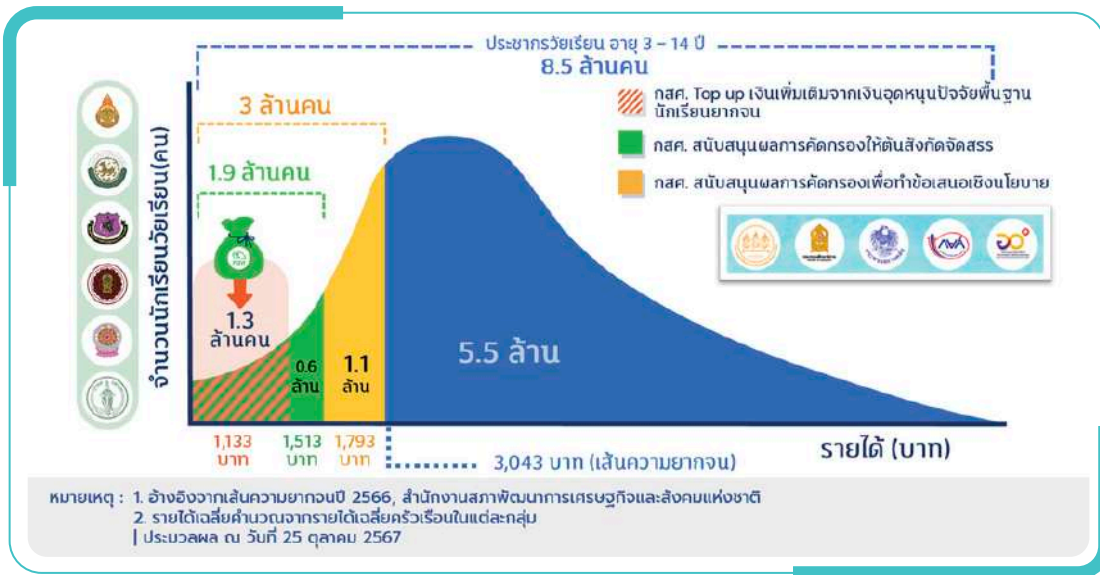 ประชากรวัยเรียน อายุ 3 – 14 ปี
8.5 ล้านคน
กสศ. Top up เงินเพิ่มเติมจากเงินอุดหนุนปัจจัยพื้นฐาน
นักเรียนยากจน
กสศ. สนับสนุนผลการคัดกรองให้ต้นสังกัดจัดสรร
กสศ. สนับสนุนผลการคัดกรองเพื่อทำข้อเสนอเชิงนโยบาย
3 ล้านคน
1.9 ล้านคน
จำนวนนักเรียนวัยเรียน(คน)
1.3
ล้านคน
0.6
ล้าน
1.1
ล้าน
5.5 ล้าน
1,133
บาท
1,513
บาท
1,793
บาท
3,043 บาท (เส้นความยากจน)
รายได้ (บาท)
หมายเหตุ : 1. อ้างอิงจากเส้นความยากจนปี 2566, สำนักงานสภาพัฒนาการเศรษฐกิจและสังคมแห่งชาติ
2. รายได้เฉลี่ยคำนวณจากรายได้เฉลี่ยครัวเรือนในแต่ละกลุ่ม
| ประมวลผล ณ วันที่ 25 ตุลาคม 2567